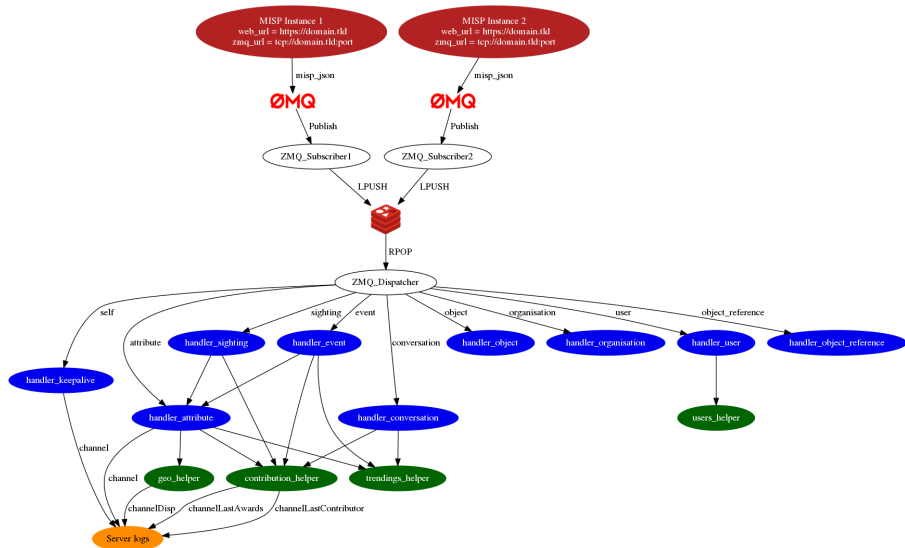 MISP Instance 1
web_url = https://domain.tld
zmq_url = tcp://domain.tld:port
MISP Instance 2
web_url = https://domain.tld
zmq_url = tcp://domain.tld:port
misp_json
misp_json
ØMQ
ØMQ
Publish
Publish
ZMQ_Subscriber1
ZMQ_Subscriber2
LPUSH
LPUSH
RPOP
ZMQ_Dispatcher
self
attribute
sighting
event
conversation
object
organisation
user
object_reference
handler_sighting
handler_event
handler_object
handler_organisation
handler_user
handler_object_reference
handler_keepalive
handler_attribute
handler_conversation
users_helper
channel
channel
geo_helper
contribution_helper
trendings_helper
channelDisp
channelLastAwards
channelLastContributor
Server logs